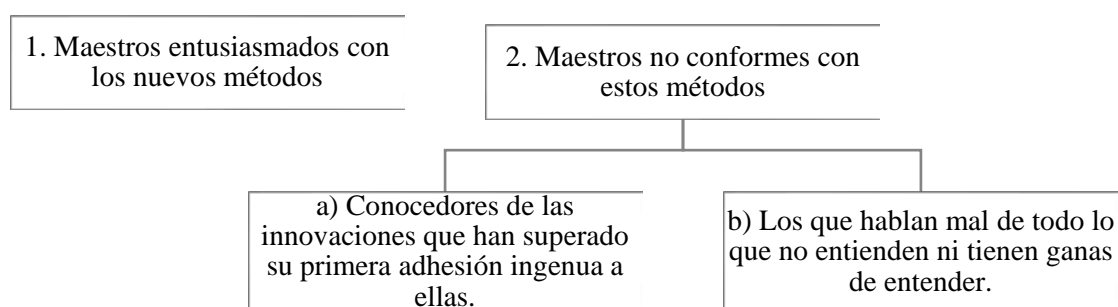 1. Maestros entusiasmados con
los nuevos métodos
2. Maestros no conformes con
estos métodos
a) Conocedores de las
innovaciones que han superado
su primera adhesión ingenua a
ellas.
b) Los que hablan mal de todo lo
que no entienden ni tienen ganas
de entender.